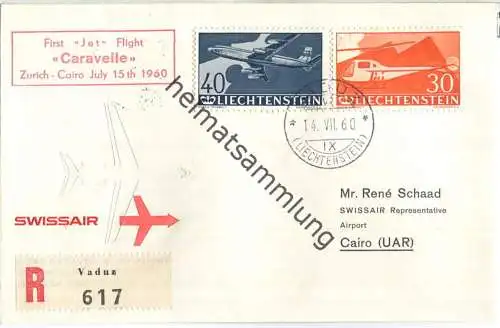 First «Jet» Flight
«Caravelle»
Zurich - Cairo July 15th 1960
40
LIECHTENSTEIN
30
LIECHTENSTEIN
14. VII. 60
IX
(LIECHTENSTEIN)
heimatsammlung
Mr. René Schaad
SWISSAIR Representative
Airport
Cairo (UAR)
SWISSAIR
R
Vaduz
617